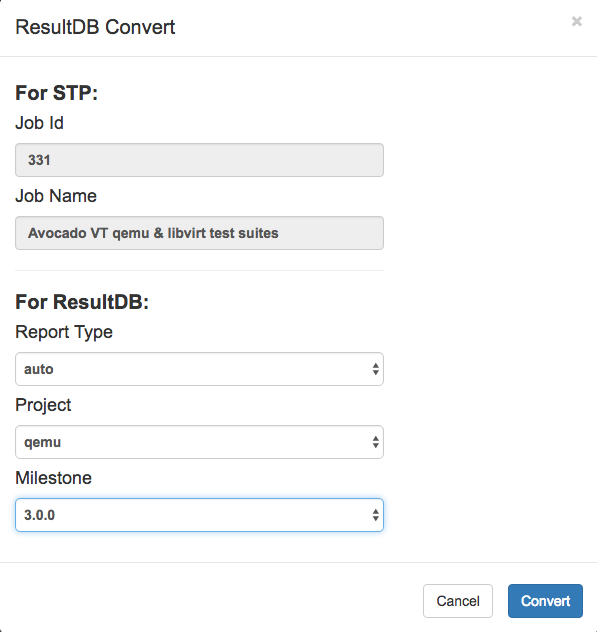 ResultDB Convert
×
For STP:
Job Id
331
Job Name
Avocado VT qemu & libvirt test suites
For ResultDB:
Report Type
auto
Project
qemu
Milestone
3.0.0
Cancel
Convert